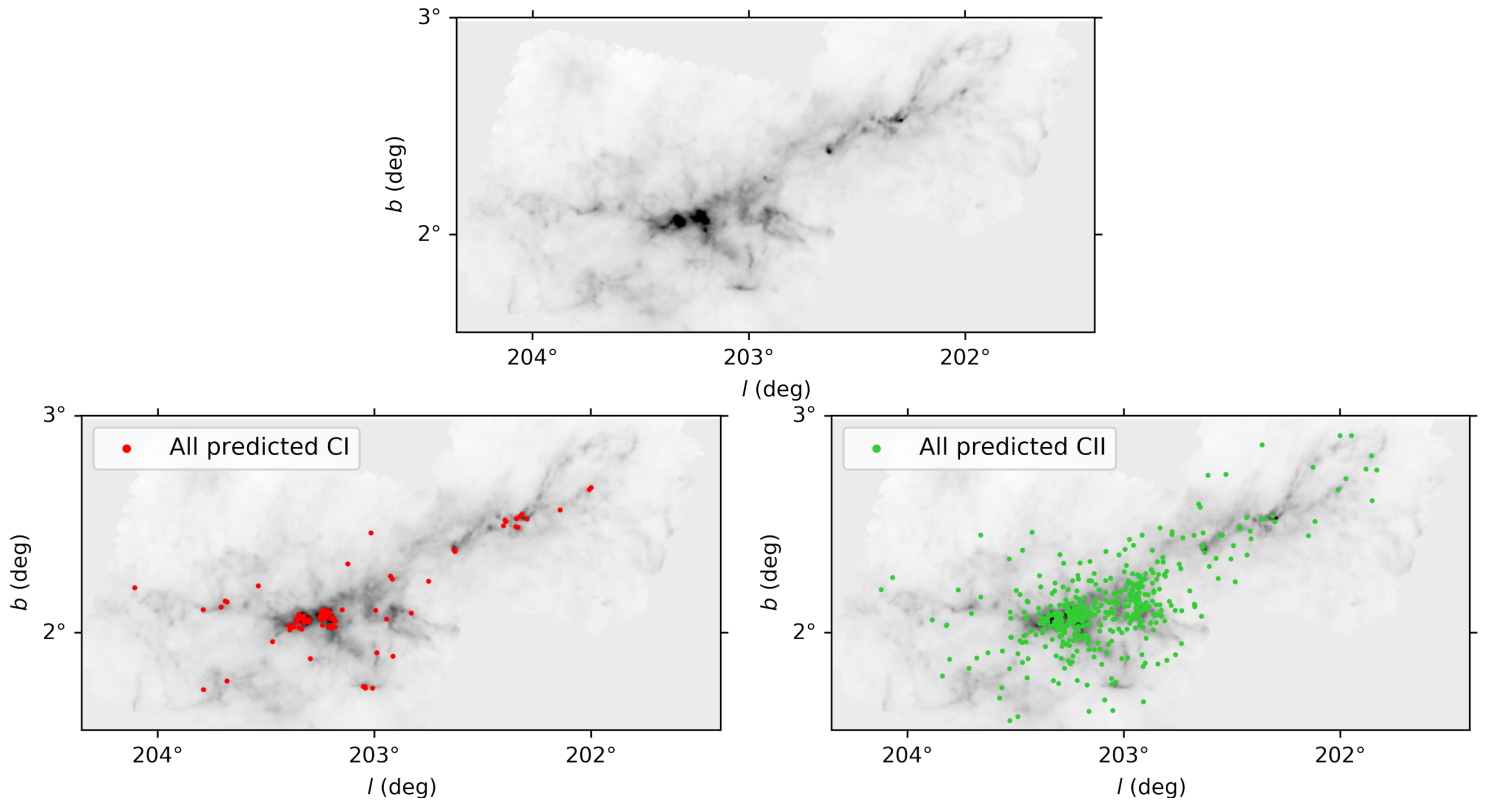 3°
b (deg)
2°
204° 203° 202°
l (deg)
3°
All predicted CI
b (deg)
2°
204° 203° 202°
l (deg)
3°
All predicted CII
b (deg)
2°
204° 203° 202°
l (deg)